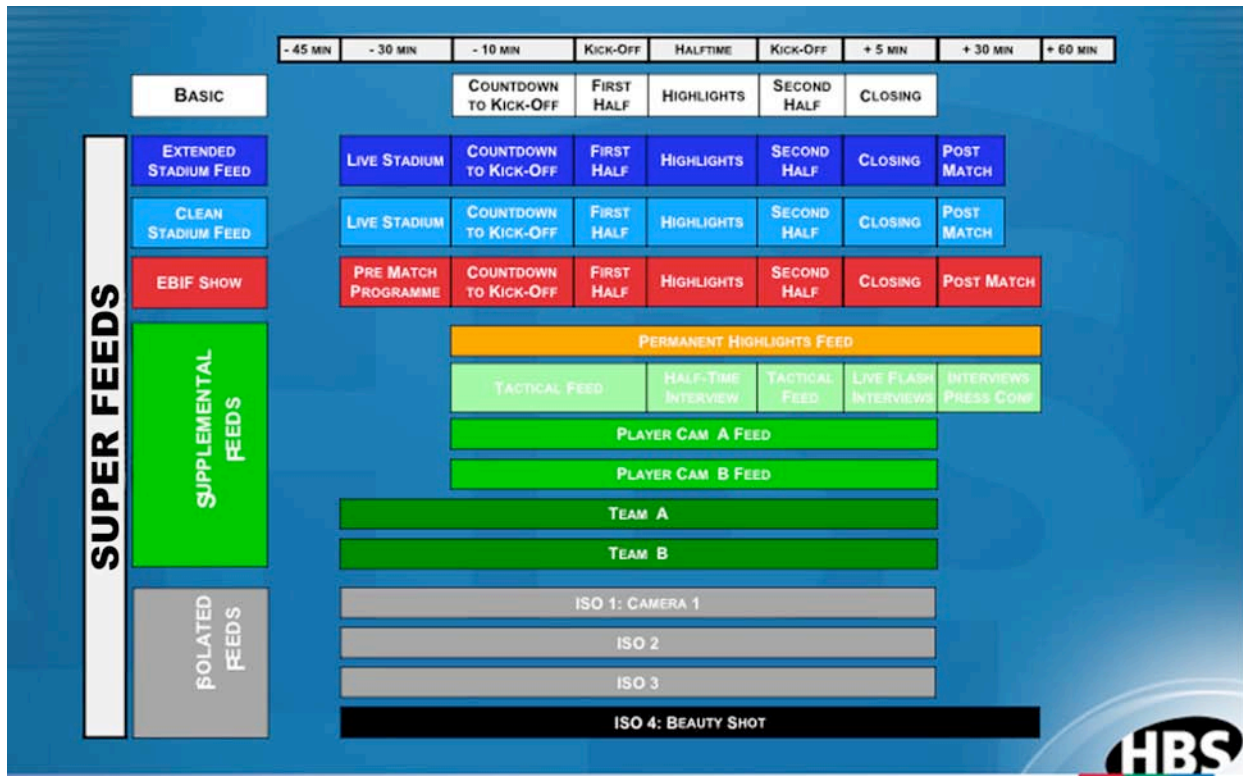 - 45 MIN - 30 MIN - 10 MIN KICK-OFF HALFTIME KICK-OFF + 5 MIN + 30 MIN + 60 MIN
BASIC
COUNTDOWN
TO KICK-OFF
FIRST
HALF
HIGHLIGHTS
SECOND
HALF
CLOSING
SUPER FEEDS
EXTENDED
STADIUM FEED
LIVE STADIUM
COUNTDOWN
TO KICK-OFF
FIRST
HALF
HIGHLIGHTS
SECOND
HALF
CLOSING
POST
MATCH
CLEAN
STADIUM FEED
LIVE STADIUM
COUNTDOWN
TO KICK-OFF
FIRST
HALF
HIGHLIGHTS
SECOND
HALF
CLOSING
POST
MATCH
EBIF SHOW
PRE MATCH
PROGRAMME
COUNTDOWN
TO KICK-OFF
FIRST
HALF
HIGHLIGHTS
SECOND
HALF
CLOSING
POST MATCH
SUPPLEMENTAL
FEEDS
PERMANENT HIGHLIGHTS FEED
TACTICAL FEED
HALF-TIME
INTERVIEW
TACTICAL
FEED
LIVE FLASH
INTERVIEWS
INTERVIEWS
PRESS CONF
PLAYER CAM A FEED
PLAYER CAM B FEED
TEAM A
TEAM B
ISOLATED
FEEDS
ISO 1: CAMERA 1
ISO 2
ISO 3
ISO 4: BEAUTY SHOT
HBS